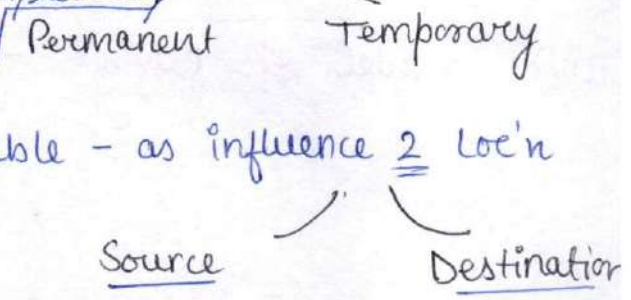 Permanent Temporary
ble - as influence 2 Loc'n
Source Destination